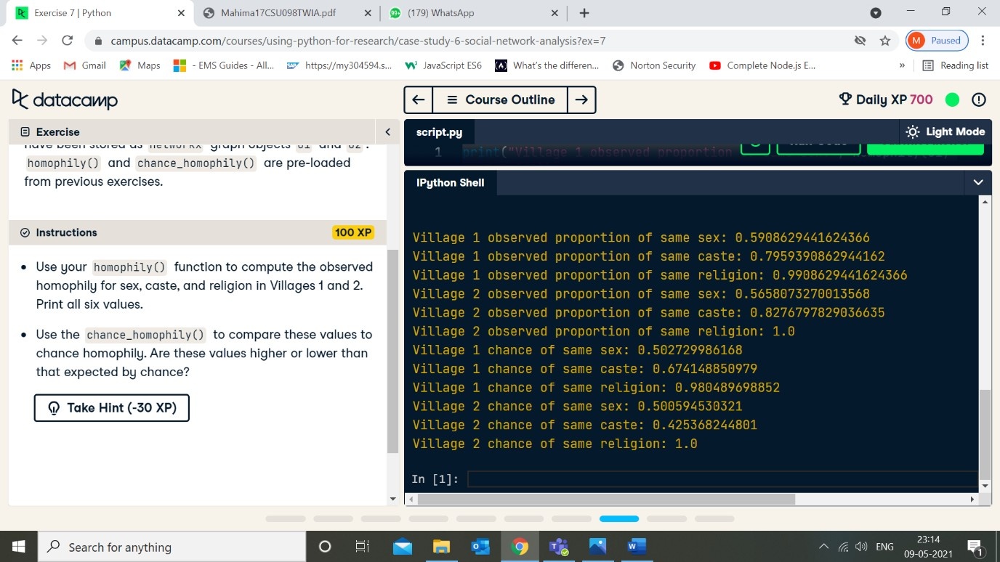 Exercise 7 | Python
Mahima17CSU098TWIA.pdf
99+
(179) WhatsApp
campus.datacamp.com/courses/using-python-for-research/case-study-6-social-network-analysis?ex=7
M Paused
Apps
Gmail
Maps
- EMS Guides - All...
SAP
https://my304594.s...
JavaScript ES6
(A)
What's the differen...
Norton Security
Complete Node.js E...
»
Reading list
datacamp
Course Outline
Daily XP 700
Exercise
have been stored as networkx graph objects
homophily() and chance_homophily() are pre-loaded
from previous exercises.
Instructions
100 XP
• Use your homophily() function to compute the observed
homophily for sex, caste, and religion in Villages 1 and 2.
Print all six values.
• Use the chance_homophily() to compare these values to
chance homophily. Are these values higher or lower than
that expected by chance?
Take Hint (-30 XP)
script.py
Light Mode
1 print("Village 1 observed proportion
IPython Shell
Village 1 observed proportion of same sex: 0.5908629441624366
Village 1 observed proportion of same caste: 0.7959390862944162
Village 1 observed proportion of same religion: 0.9908629441624366
Village 2 observed proportion of same sex: 0.5658073270013568
Village 2 observed proportion of same caste: 0.8276797829036635
Village 2 observed proportion of same religion: 1.0
Village 1 chance of same sex: 0.502729986168
Village 1 chance of same caste: 0.674148850979
Village 1 chance of same religion: 0.980489698852
Village 2 chance of same sex: 0.500594530321
Village 2 chance of same caste: 0.425368244801
Village 2 chance of same religion: 1.0
In [1]:
Search for anything
ENG
23:14
09-05-2021
1